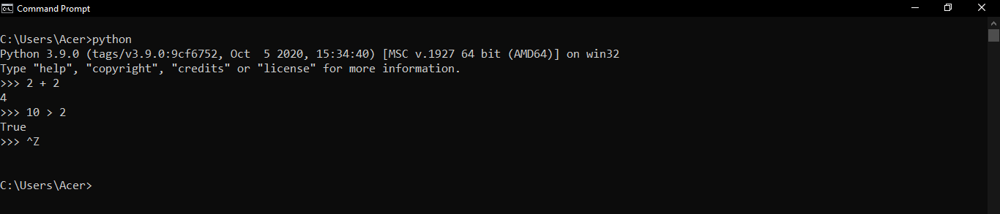 Command Prompt
C:\Users\Acer>python
Python 3.9.0 (tags/v3.9.0:9cf6752, Oct  5 2020, 15:34:40) [MSC v.1927 64 bit (AMD64)] on win32
Type "help", "copyright", "credits" or "license" for more information.
>>> 2 + 2
4
>>> 10 > 2
True
>>> ^Z
C:\Users\Acer>